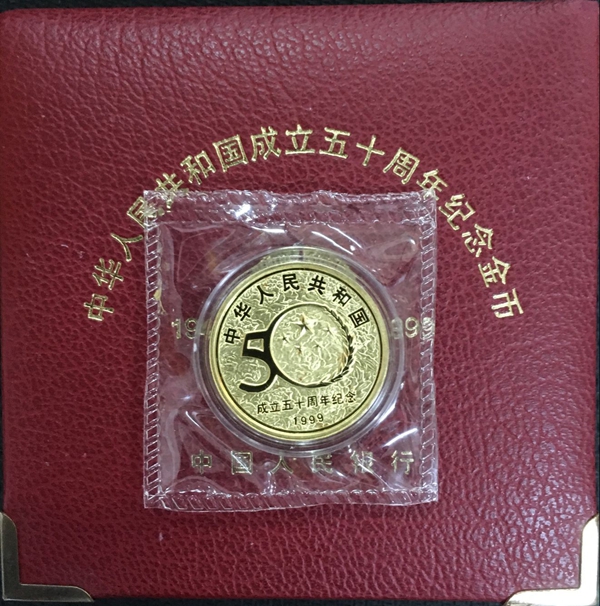 中华人民共和国成立五十周年纪念金币
中华人民共和国
50
成立五十周年纪念
1999
中国人民银行